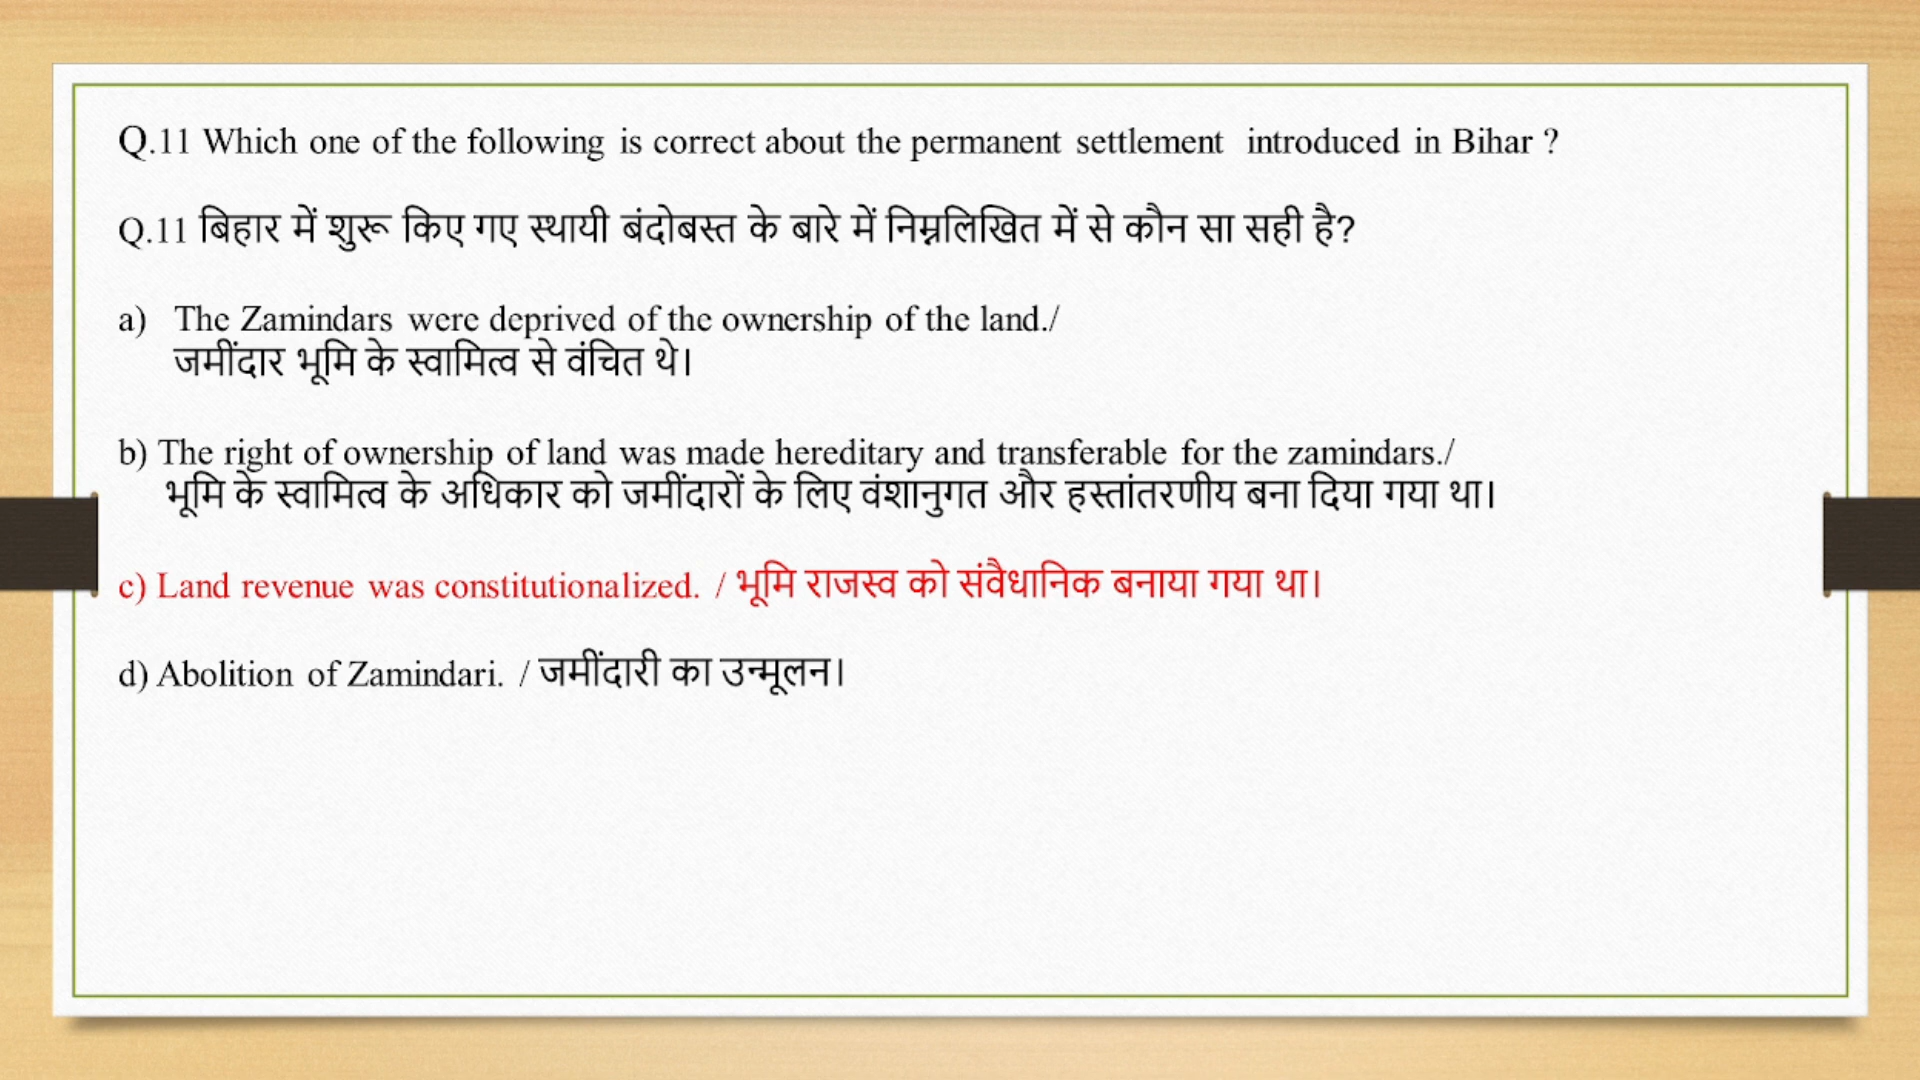 Q.11 Which one of the following is correct about the permanent settlement introduced in Bihar ?
Q.11 बिहार में शुरू किए गए स्थायी बंदोबस्त के बारे में निम्नलिखित में से कौन सा सही है?
a) The Zamindars were deprived of the ownership of the land./
जमींदार भूमि के स्वामित्व से वंचित थे।
b) The right of ownership of land was made hereditary and transferable for the zamindars./
भूमि के स्वामित्व के अधिकार को जमींदारों के लिए वंशानुगत और हस्तांतरणीय बना दिया गया था।
c) Land revenue was constitutionalized. / भूमि राजस्व को संवैधानिक बनाया गया था।
d) Abolition of Zamindari. / जमींदारी का उन्मूलन।